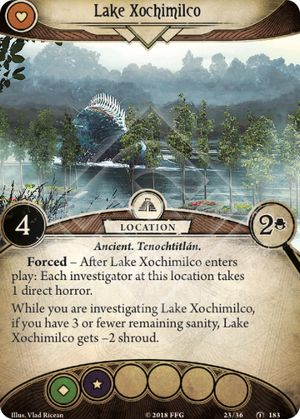 Lake Xochimilco
4
LOCATION
2
Ancient. Tenochtitlán.
Forced – After Lake Xochimilco enters
play: Each investigator at this location takes
1 direct horror.
While you are investigating Lake Xochimilco,
if you have 3 or fewer remaining sanity, Lake
Xochimilco gets –2 shroud.
Illus. Vlad Ricean © 2018 FFG 23/36 183